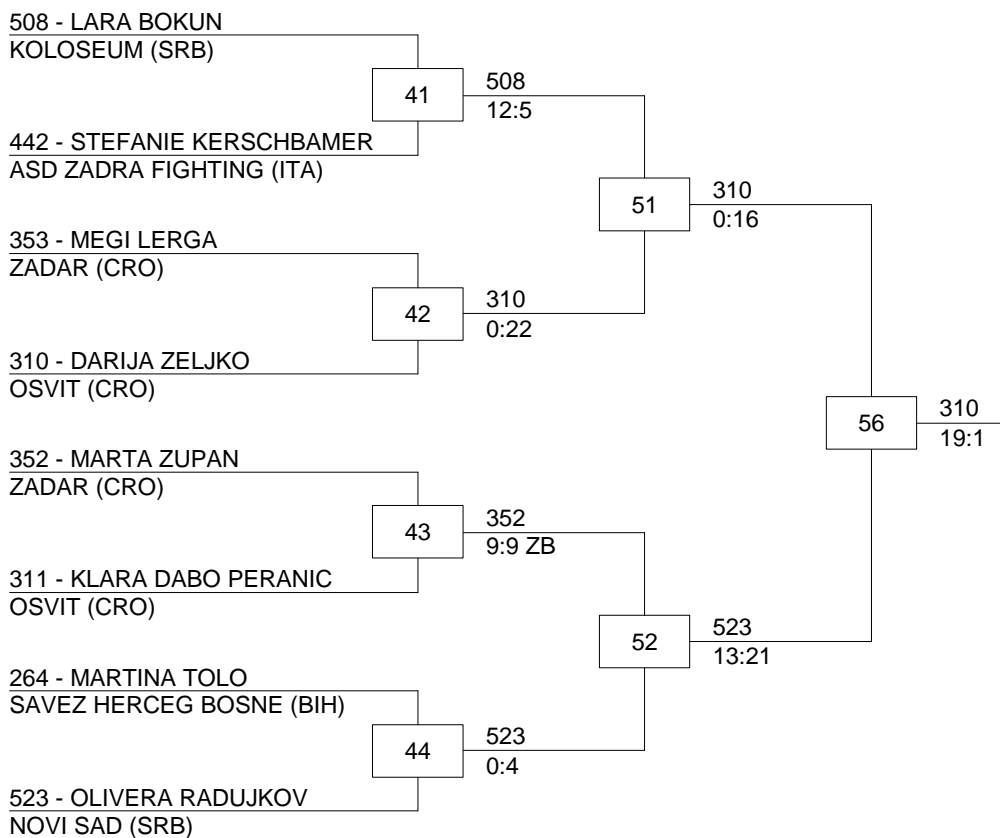 508 - LARA BOKUN
KOLOSEUM (SRB)
41
508
12:5
442 - STEFANIE KERSCHBAMER
ASD ZADRA FIGHTING (ITA)
51
310
0:16
353 - MEGI LERGA
ZADAR (CRO)
42
310
0:22
310 - DARIJA ZELJKO
OSVIT (CRO)
56
310
19:1
352 - MARTA ZUPAN
ZADAR (CRO)
43
352
9:9 ZB
311 - KLARA DABO PERANIC
OSVIT (CRO)
52
523
13:21
264 - MARTINA TOLO
SAVEZ HERCEG BOSNE (BIH)
44
523
0:4
523 - OLIVERA RADUJKOV
NOVI SAD (SRB)